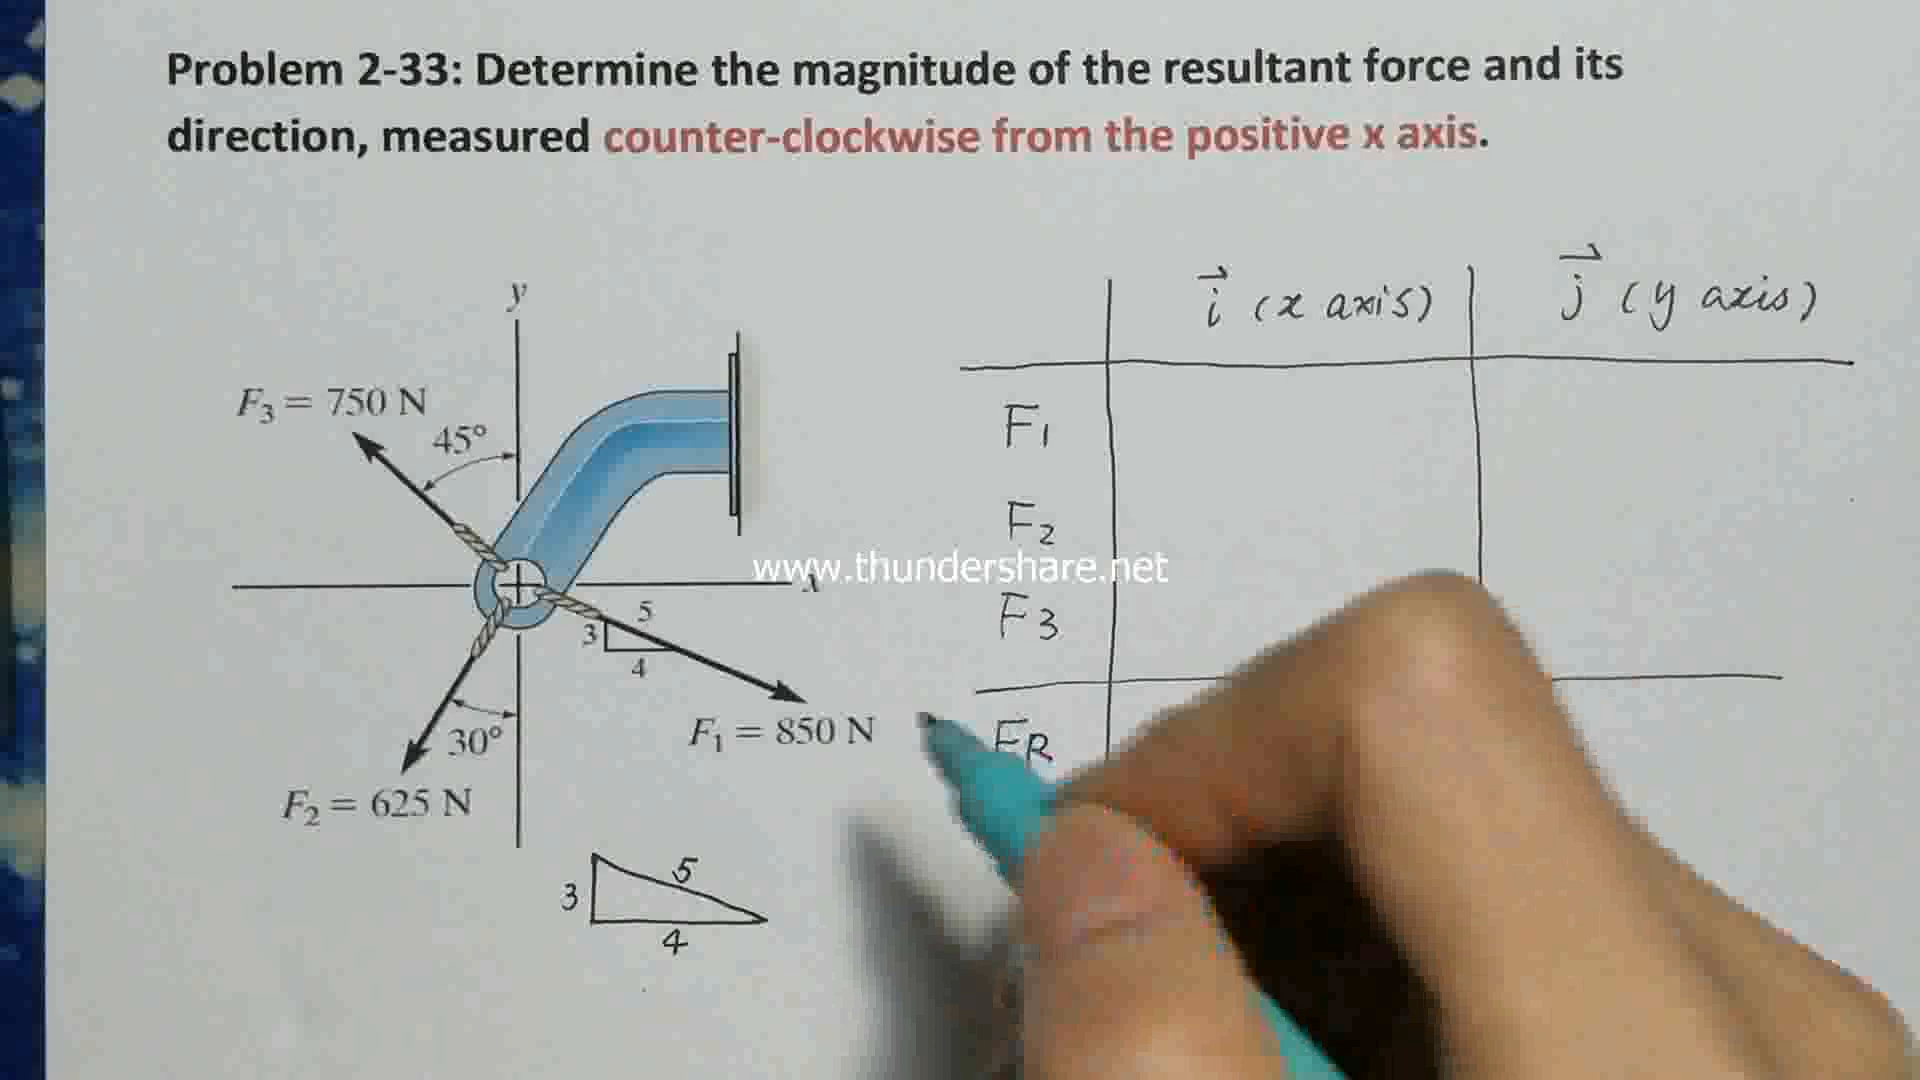 Problem 2-33: Determine the magnitude of the resultant force and its
direction, measured counter-clockwise from the positive x axis.
y
i (x axis)
j (y axis)
F3 = 750 N
45°
F1
F2
www.thundershare.net
x
5
3
4
F3
30°
F1 = 850 N
FR
F2 = 625 N
5
3
4